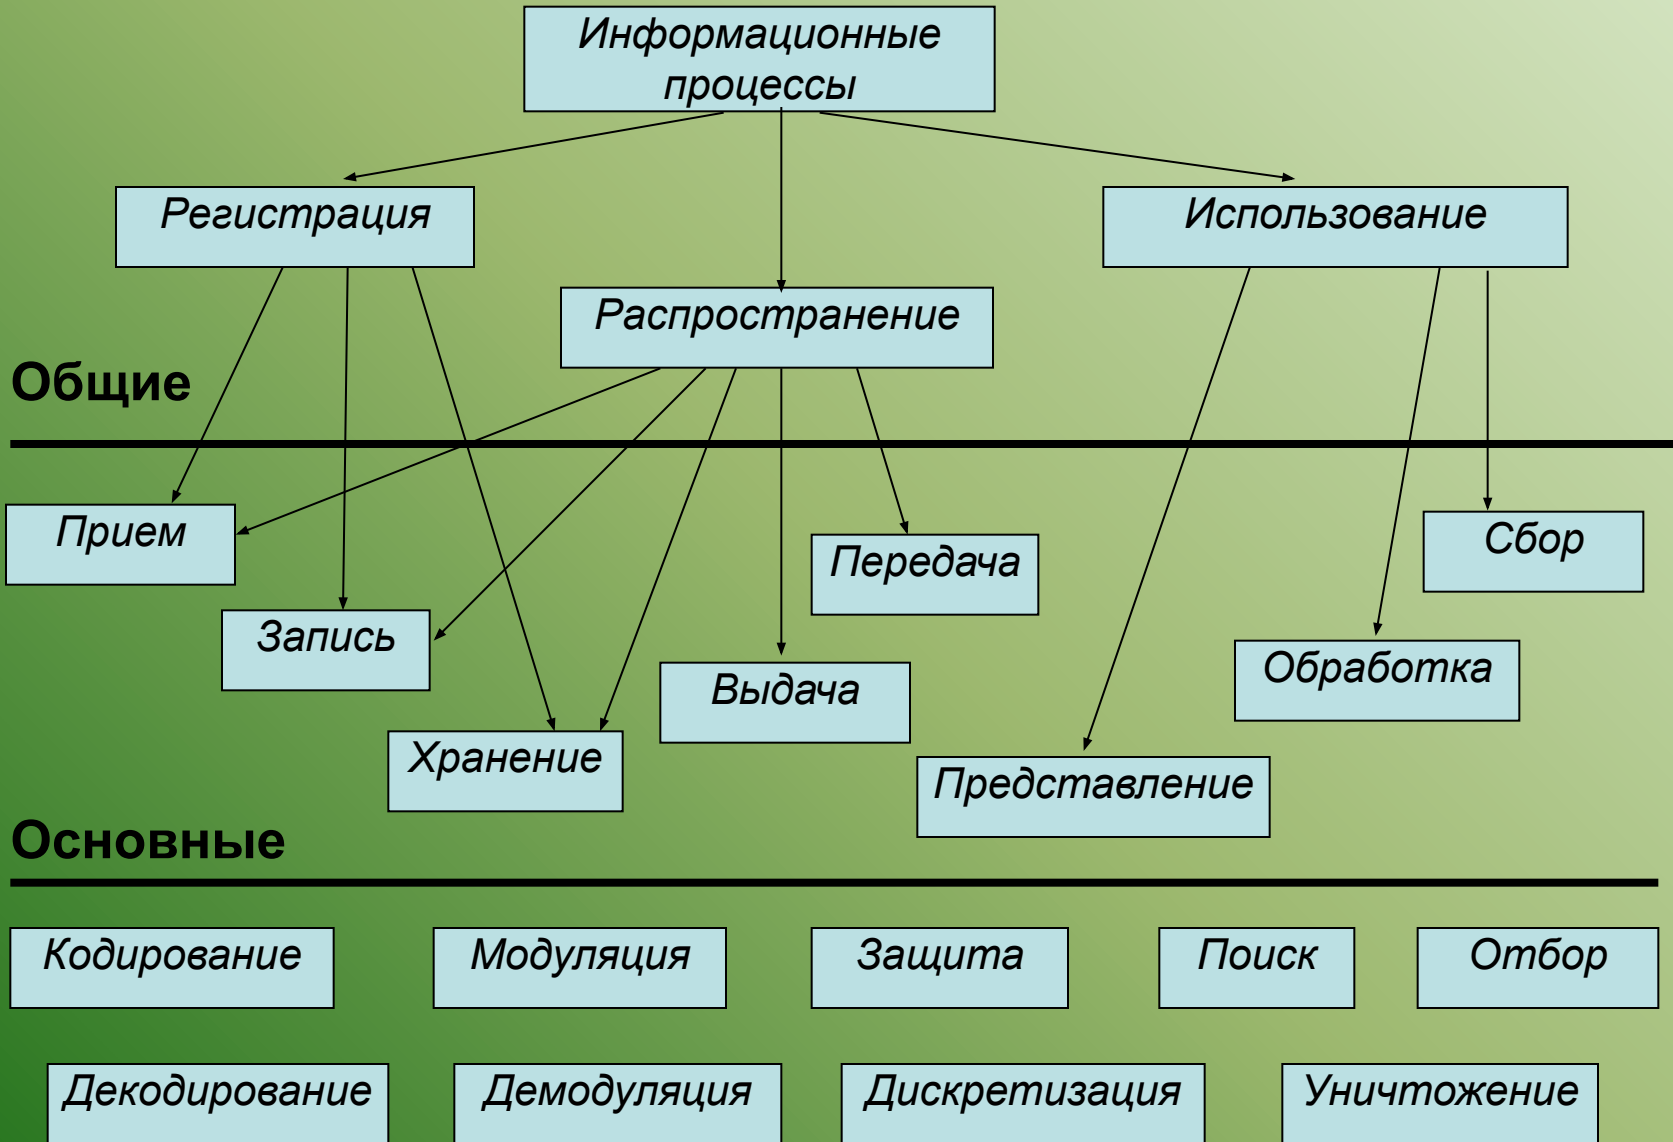 Информационные
процессы
Регистрация
Использование
Распространение
Общие
Прием
Сбор
Передача
Запись
Обработка
Выдача
Хранение
Представление
Основные
Кодирование
Модуляция
Защита
Поиск
Отбор
Декодирование
Демодуляция
Дискретизация
Уничтожение